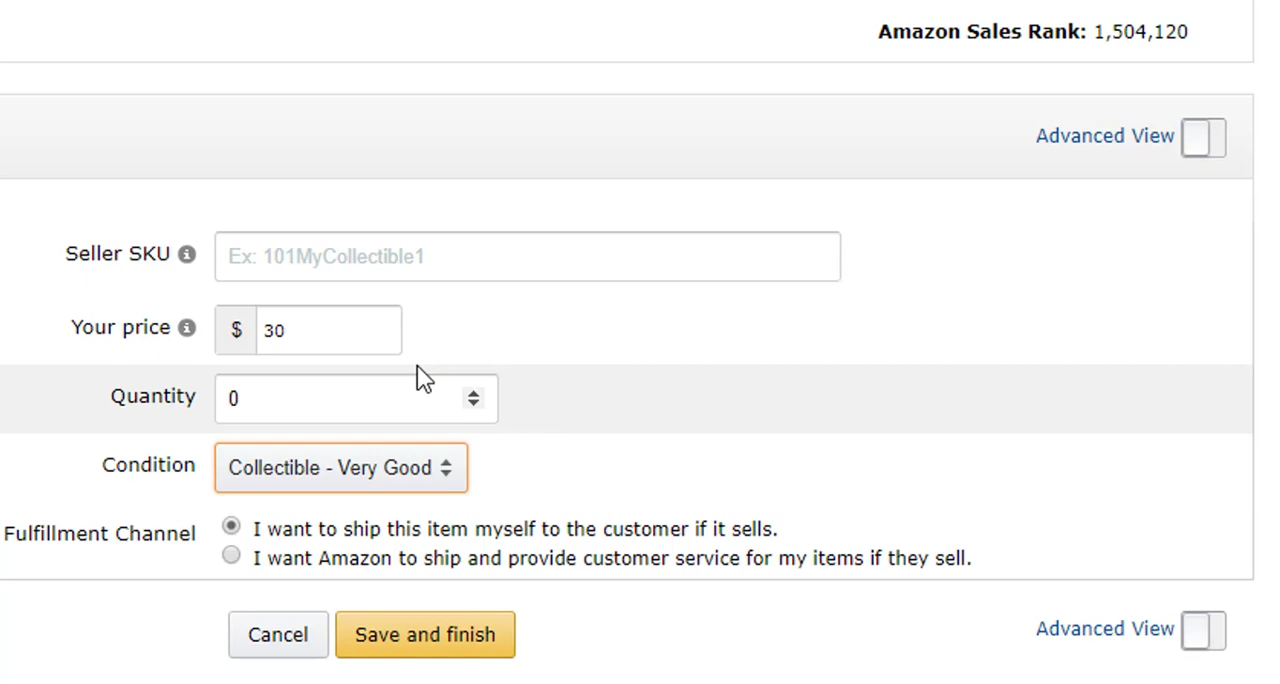 Amazon Sales Rank: 1,504,120
Advanced View
Seller SKU i Ex: 101MyCollectible1
Your price i $ 30
Quantity 0
Condition Collectible - Very Good
Fulfillment Channel I want to ship this item myself to the customer if it sells.
I want Amazon to ship and provide customer service for my items if they sell.
Cancel Save and finish Advanced View